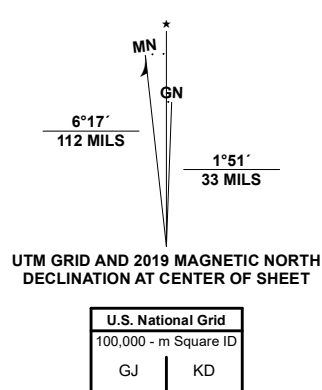 ★
MN
GN
6°17´
112 MILS
1°51´
33 MILS
UTM GRID AND 2019 MAGNETIC NORTH
DECLINATION AT CENTER OF SHEET
U.S. National Grid
100,000 - m Square ID
GJ KD